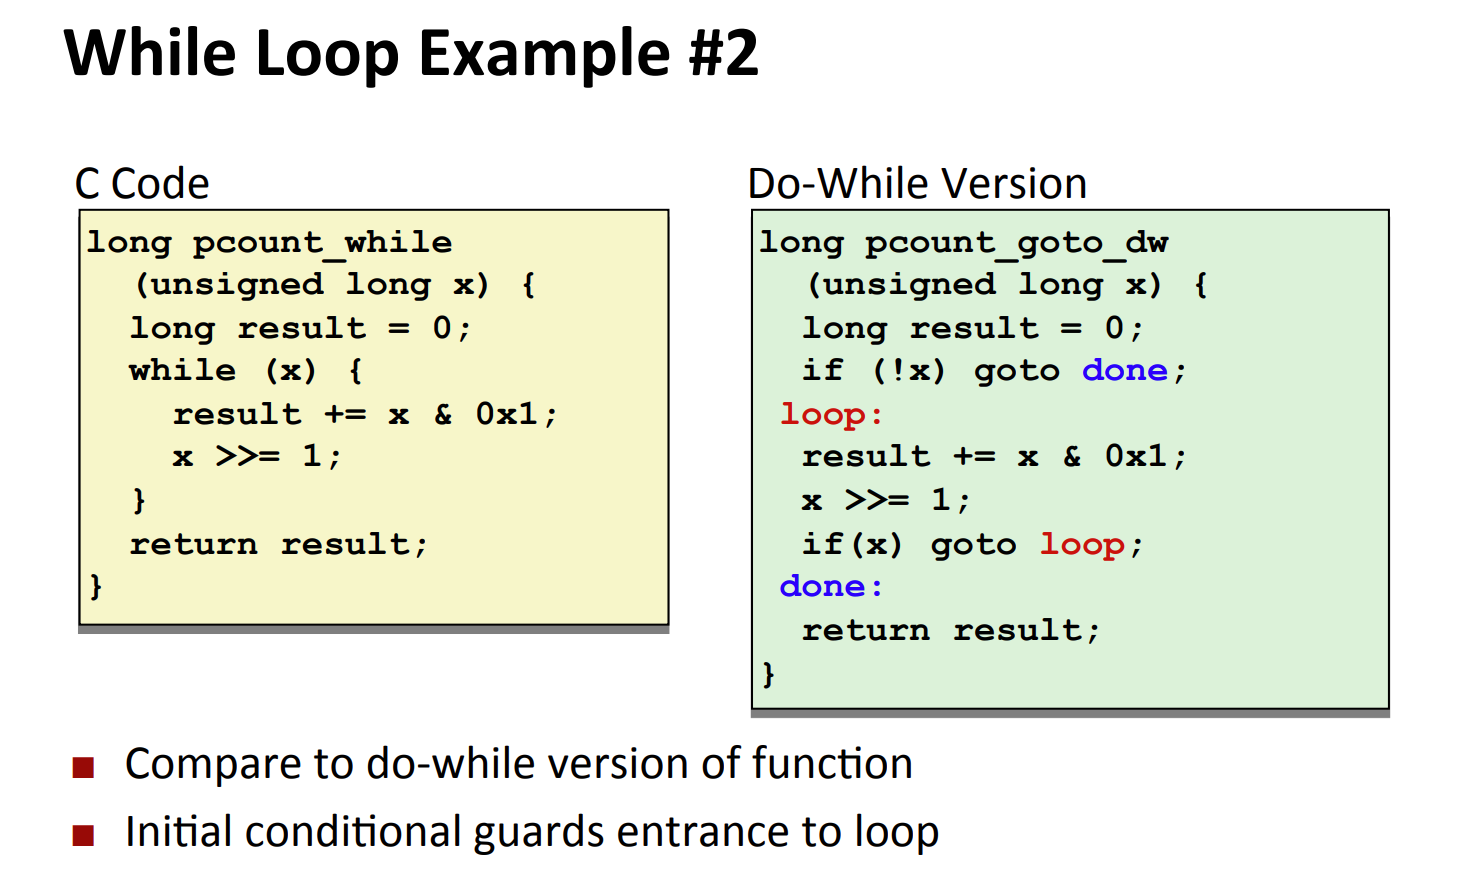 While Loop Example #2
C Code
long pcount_while
(unsigned long x) {
long result = 0;
while (x) {
result += x & 0x1;
x >>= 1;
}
return result;
}
Do-While Version
long pcount_goto_dw
(unsigned long x) {
long result = 0;
if (!x) goto done;
loop:
result += x & 0x1;
x >>= 1;
if(x) goto loop;
done:
return result;
}
Compare to do-while version of function
Initial conditional guards entrance to loop